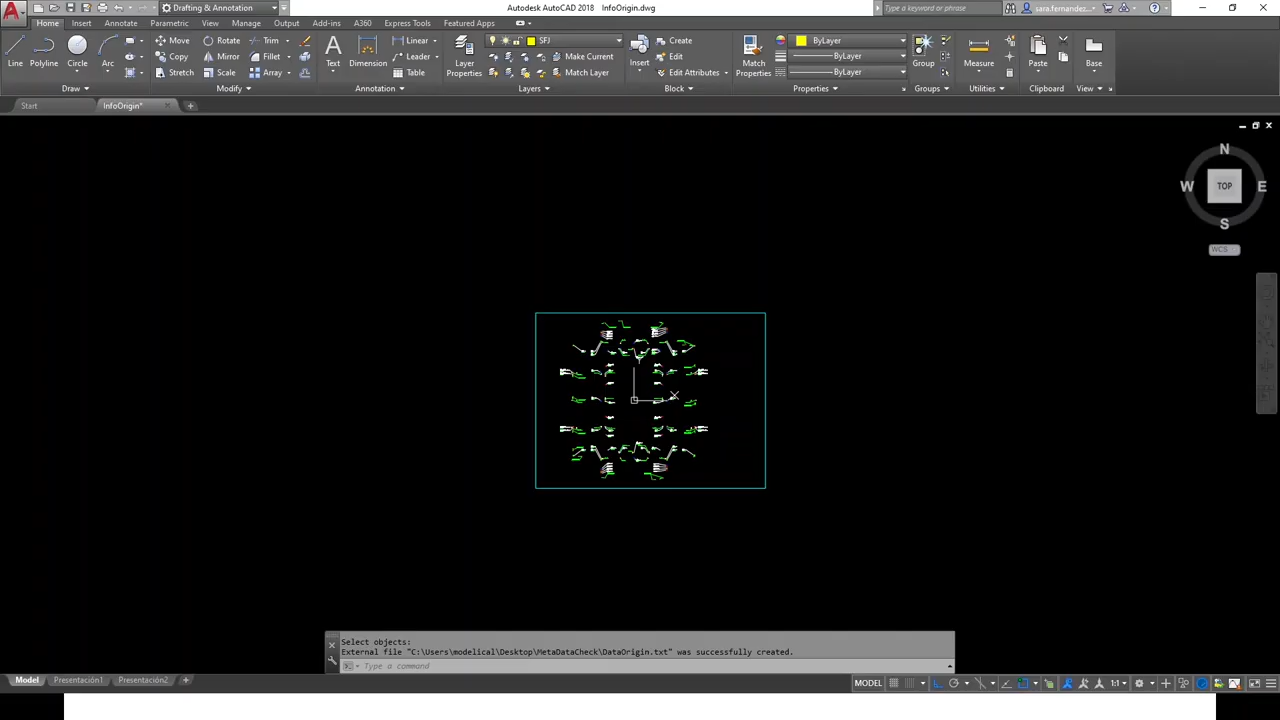 Drafting & Annotation
Autodesk AutoCAD 2018 InfoOrigin.dwg
Type a keyword or phrase
sara.fernandez...
Home Insert Annotate Parametric View Manage Output Add-ins A360 Express Tools Featured Apps
Line Polyline Circle Arc
Move Rotate Trim
Copy Mirror Fillet
Stretch Scale Array
Text Dimension
Linear
Leader
Table
Layer Properties
SFJ
Make Current
Match Layer
Insert
Create
Edit
Edit Attributes
Match Properties
ByLayer
ByLayer
ByLayer
Group
Measure
Paste
Base
Draw Modify Annotation Layers Block Properties Groups Utilities Clipboard View
Start InfoOrigin*
N
W TOP E
S
WCS
Select objects:
External file "C:\Users\modelical\Desktop\MetaDataCheck\DataOrigin.txt" was successfully created.
Type a command
Model Presentación1 Presentación2
MODEL 1:1